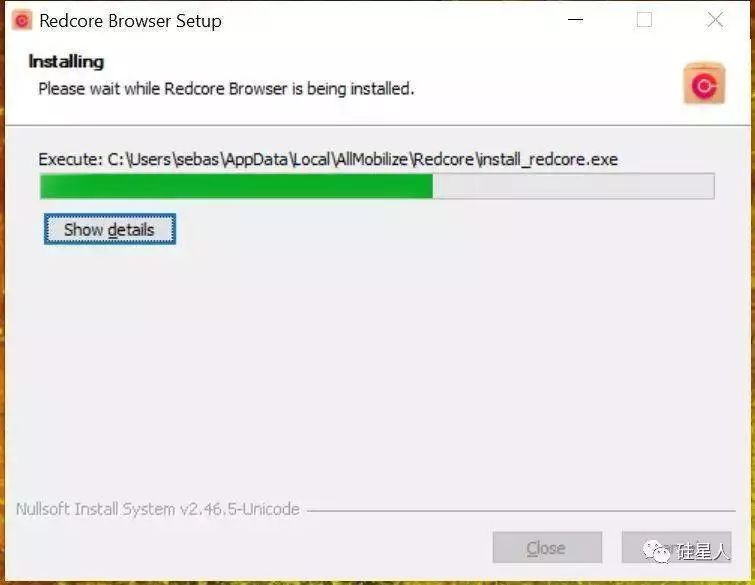 Redcore Browser Setup
Installing
Please wait while Redcore Browser is being installed.
Execute: C:\Users\sebas\AppData\Local\AllMobilize\Redcore\install_redcore.exe
Show details
Nullsoft Install System v2.46.5-Unicode
Close
硅星人